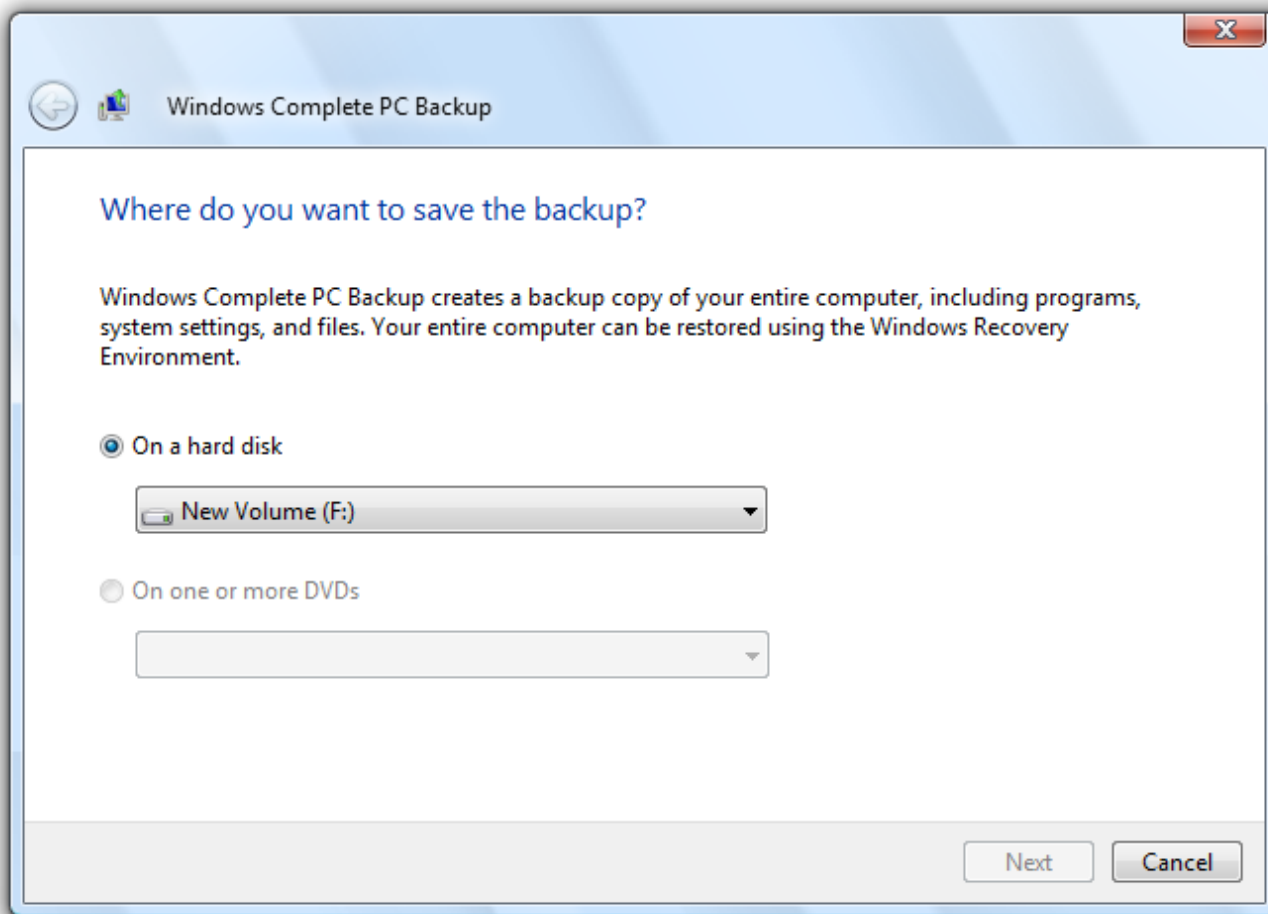 Windows Complete PC Backup
Where do you want to save the backup?
Windows Complete PC Backup creates a backup copy of your entire computer, including programs,
system settings, and files. Your entire computer can be restored using the Windows Recovery
Environment.
On a hard disk
New Volume (F:)
On one or more DVDs
Next
Cancel